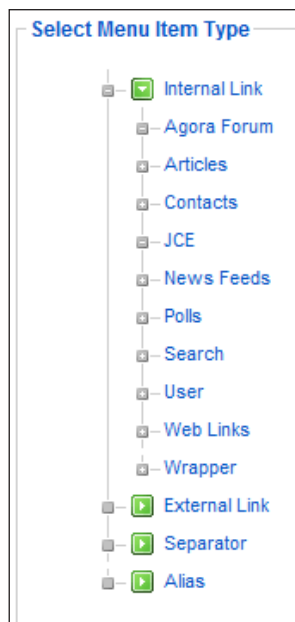 Select Menu Item Type
Internal Link
Agora Forum
Articles
Contacts
JCE
News Feeds
Polls
Search
User
Web Links
Wrapper
External Link
Separator
Alias